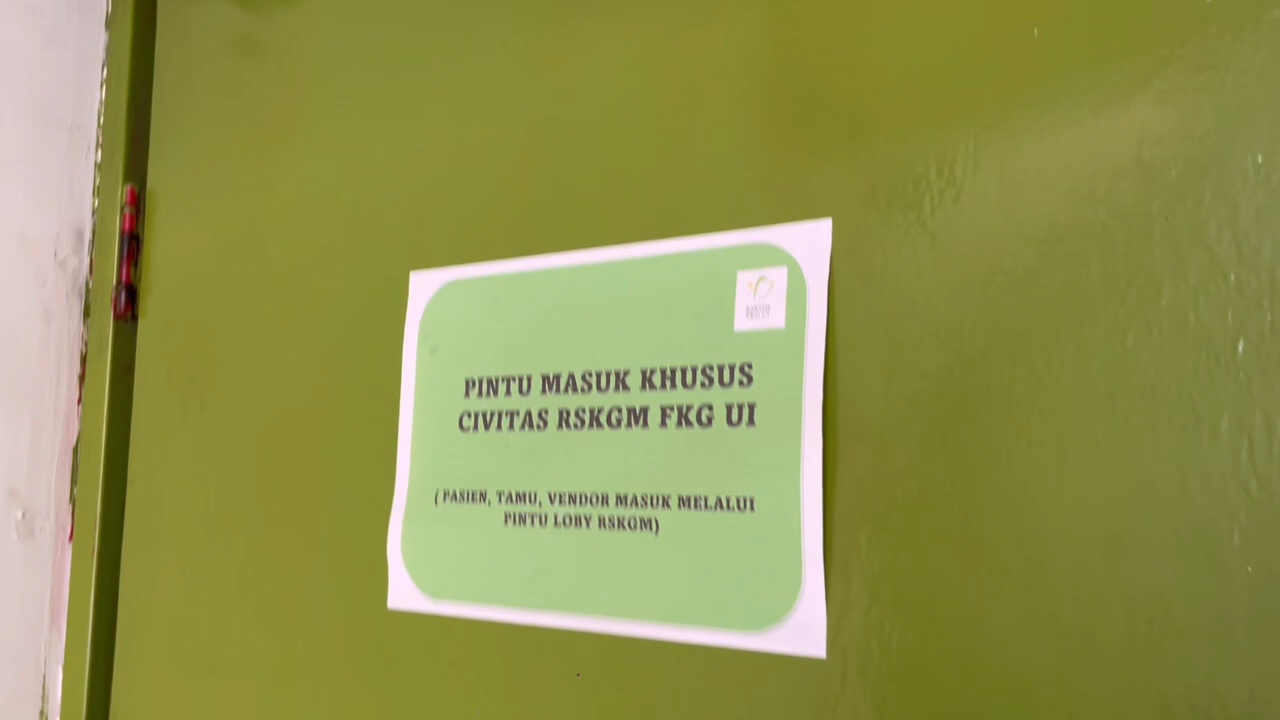 PINTU MASUK KHUSUS
CIVITAS RSKGM FKG UI
( PASIEN, TAMU, VENDOR MASUK MELALUI
PINTU LOBY RSKGM)